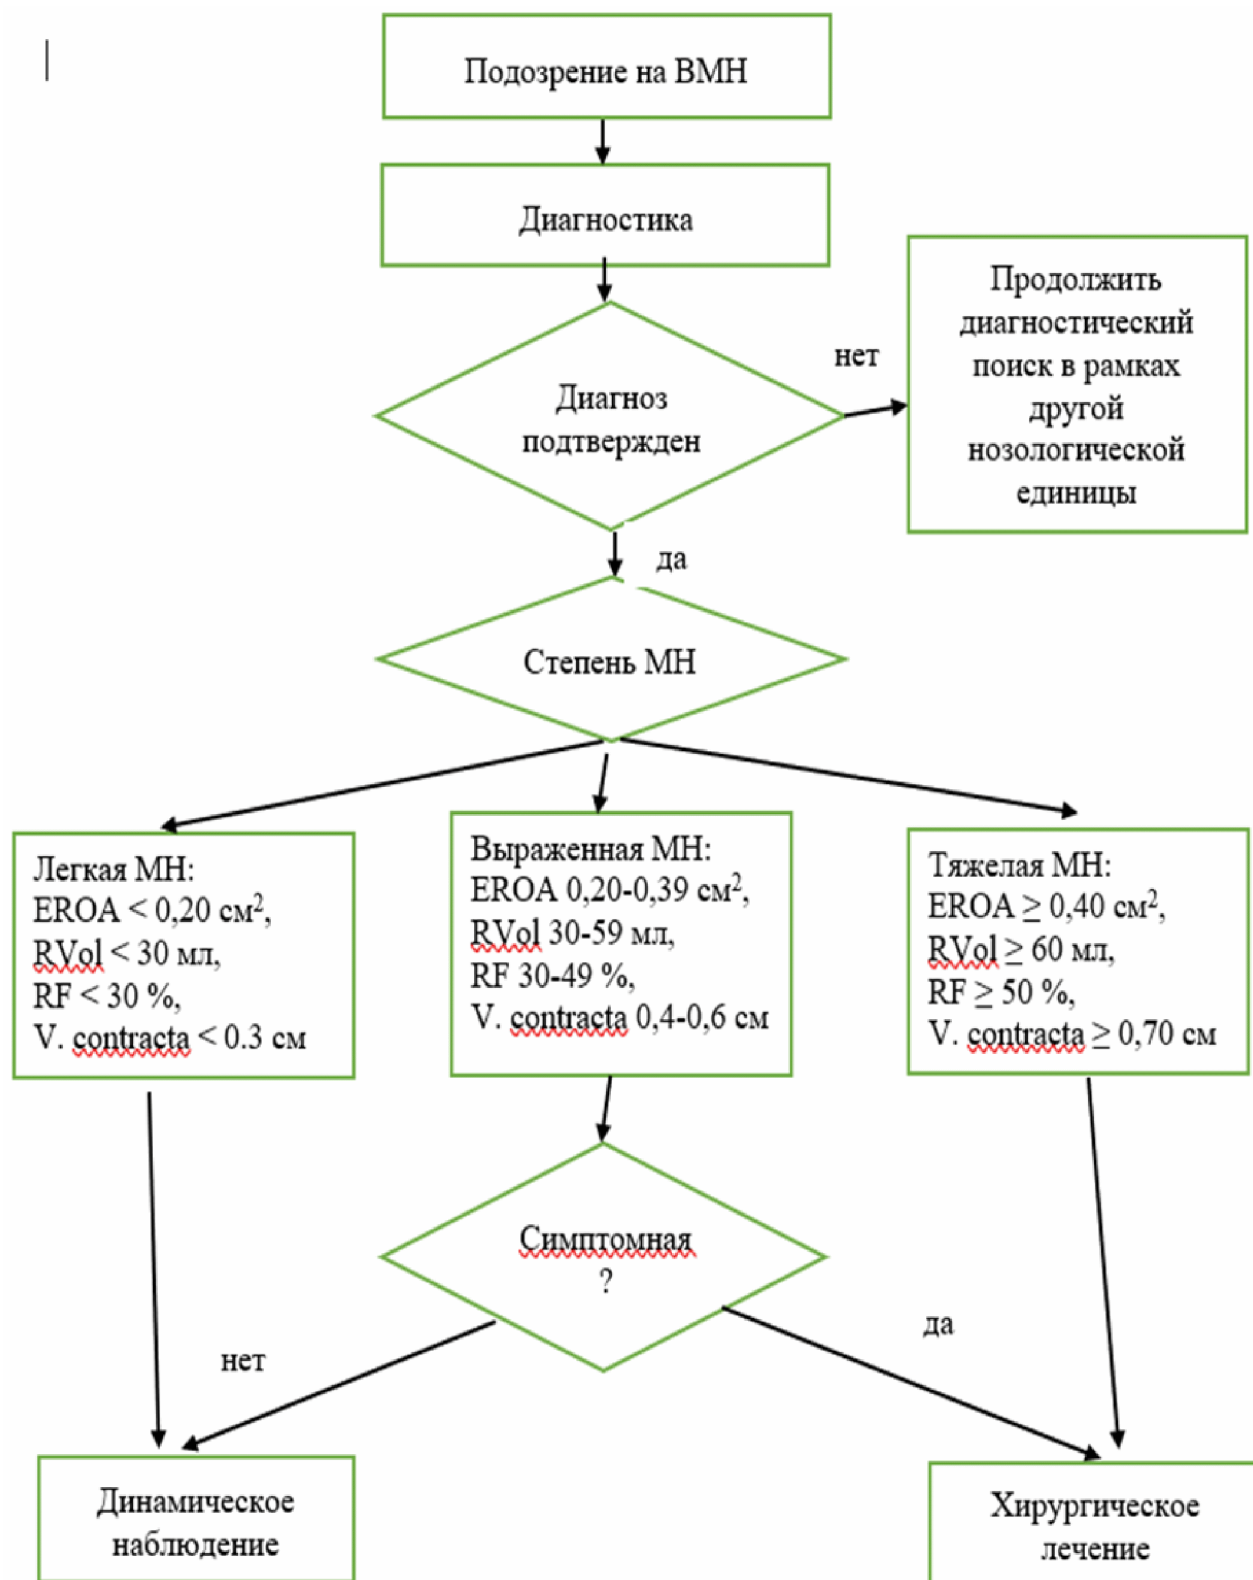 Подозрение на ВМН
Диагностика
Продолжить
диагностический
поиск в рамках
другой
нозологической
единицы
нет
Диагноз
подтвержден
да
Степень МН
Легкая МН:
EROA < 0,20 см²,
RVol < 30 мл,
RF < 30 %,
V. contracta < 0.3 см
Выраженная МН:
EROA 0,20-0,39 см²,
RVol 30-59 мл,
RF 30-49 %,
V. contracta 0,4-0,6 см
Тяжелая МН:
EROA ≥ 0,40 см²,
RVol ≥ 60 мл,
RF ≥ 50 %,
V. contracta ≥ 0,70 см
Симптомная
?
нет
да
Динамическое
наблюдение
Хирургическое
лечение